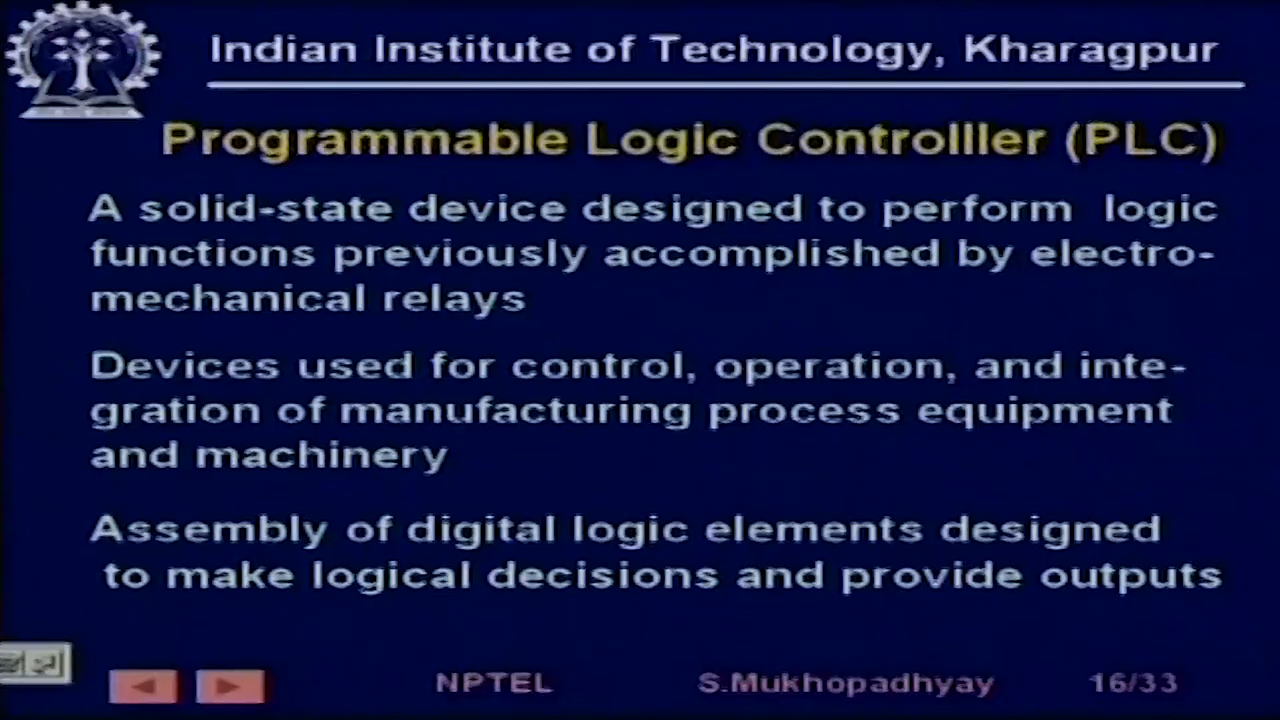 Indian Institute of Technology, Kharagpur
Programmable Logic Controlller (PLC)
A solid-state device designed to perform logic
functions previously accomplished by electro-
mechanical relays
Devices used for control, operation, and inte-
gration of manufacturing process equipment
and machinery
Assembly of digital logic elements designed
to make logical decisions and provide outputs
NPTEL S.Mukhopadhyay 16/33